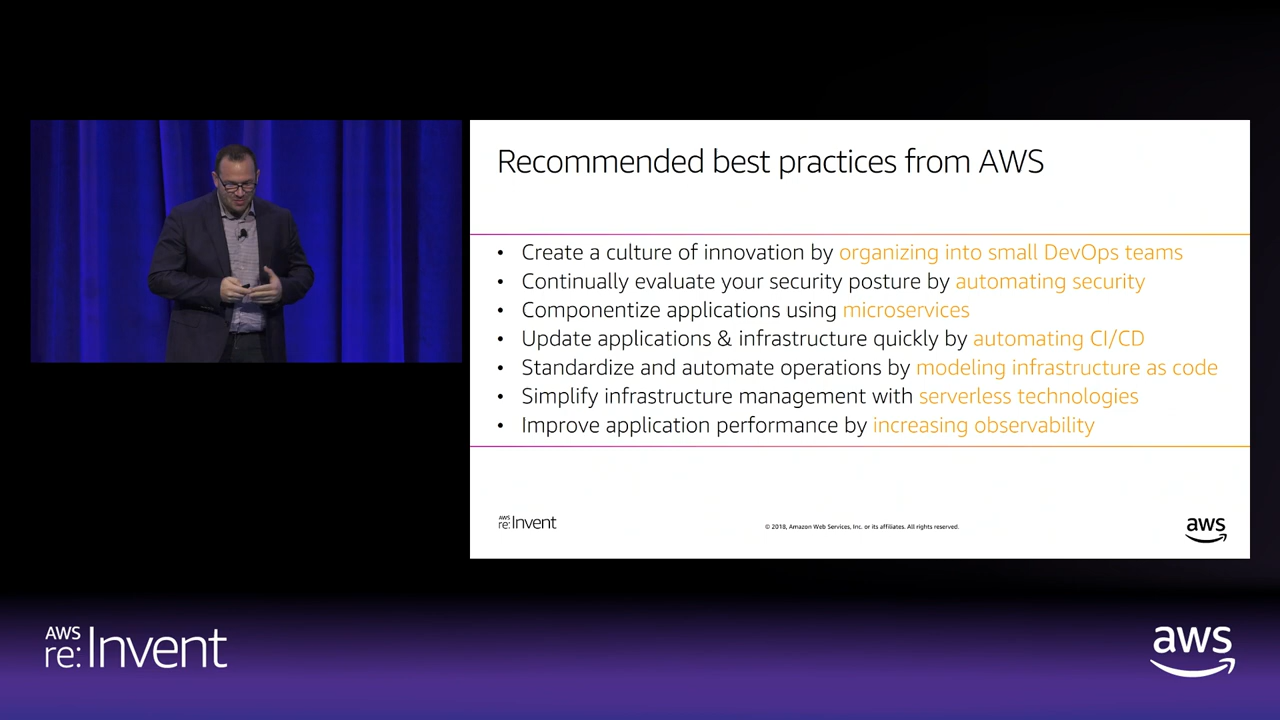 Recommended best practices from AWS
• Create a culture of innovation by organizing into small DevOps teams
• Continually evaluate your security posture by automating security
• Componentize applications using microservices
• Update applications & infrastructure quickly by automating CI/CD
• Standardize and automate operations by modeling infrastructure as code
• Simplify infrastructure management with serverless technologies
• Improve application performance by increasing observability
AWS
re:Invent
© 2018, Amazon Web Services, Inc. or its affiliates. All rights reserved.
aws
AWS
re:Invent
aws